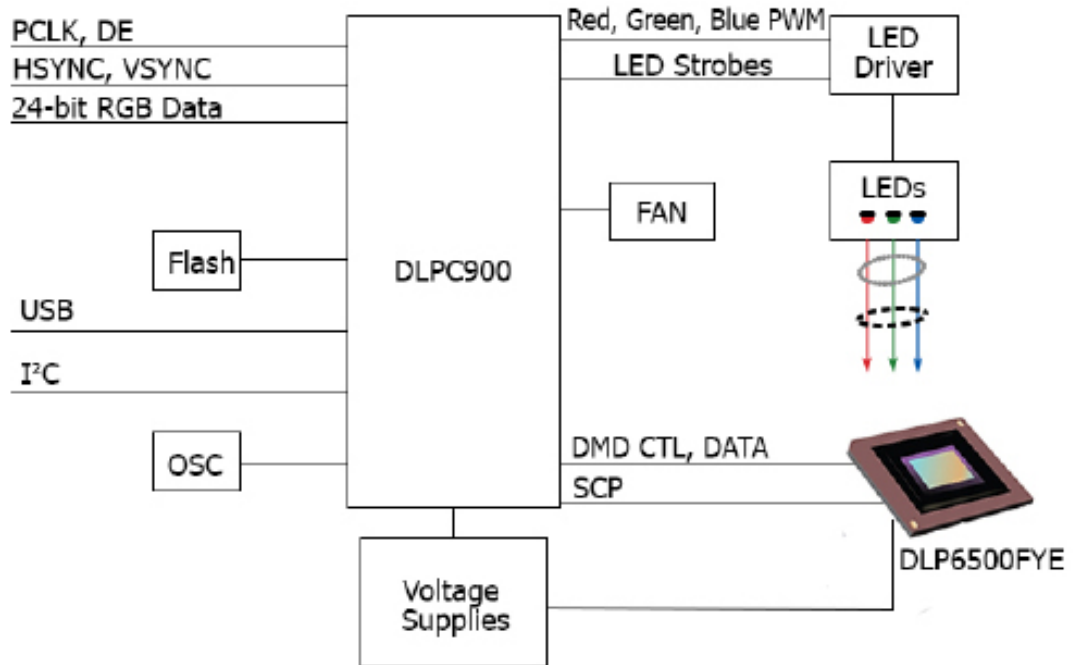 PCLK, DE
HSYNC, VSYNC
24-bit RGB Data
Flash
USB
I²C
OSC
DLPC900
Voltage
Supplies
Red, Green, Blue PWM
LED Strobes
LED
Driver
LEDs
FAN
DMD CTL, DATA
SCP
DLP6500FYE